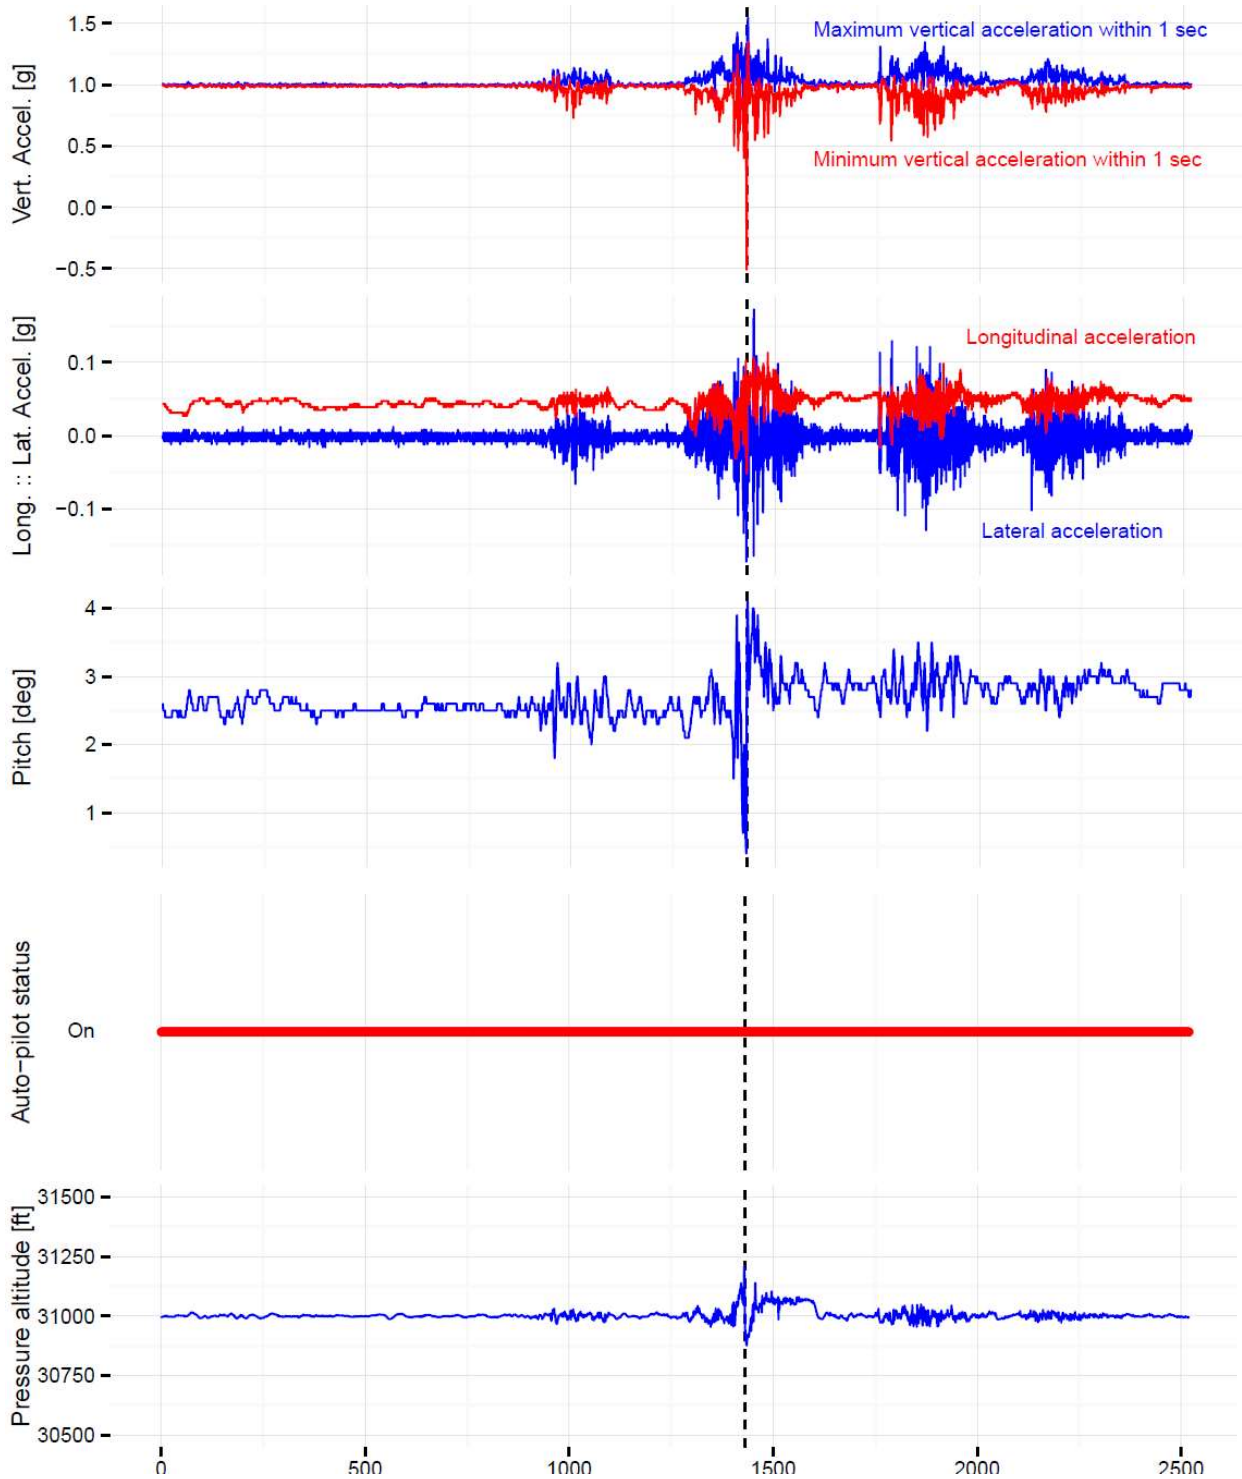 Vert. Accel. [g]
1.5
1.0
0.5
0.0
−0.5
Maximum vertical acceleration within 1 sec
Minimum vertical acceleration within 1 sec
Long. :: Lat. Accel. [g]
0.1
0.0
−0.1
Longitudinal acceleration
Lateral acceleration
Pitch [deg]
4
3
2
1
Auto−pilot status
On
Pressure altitude [ft]
31500
31250
31000
30750
30500
0
500
1000
1500
2000
2500